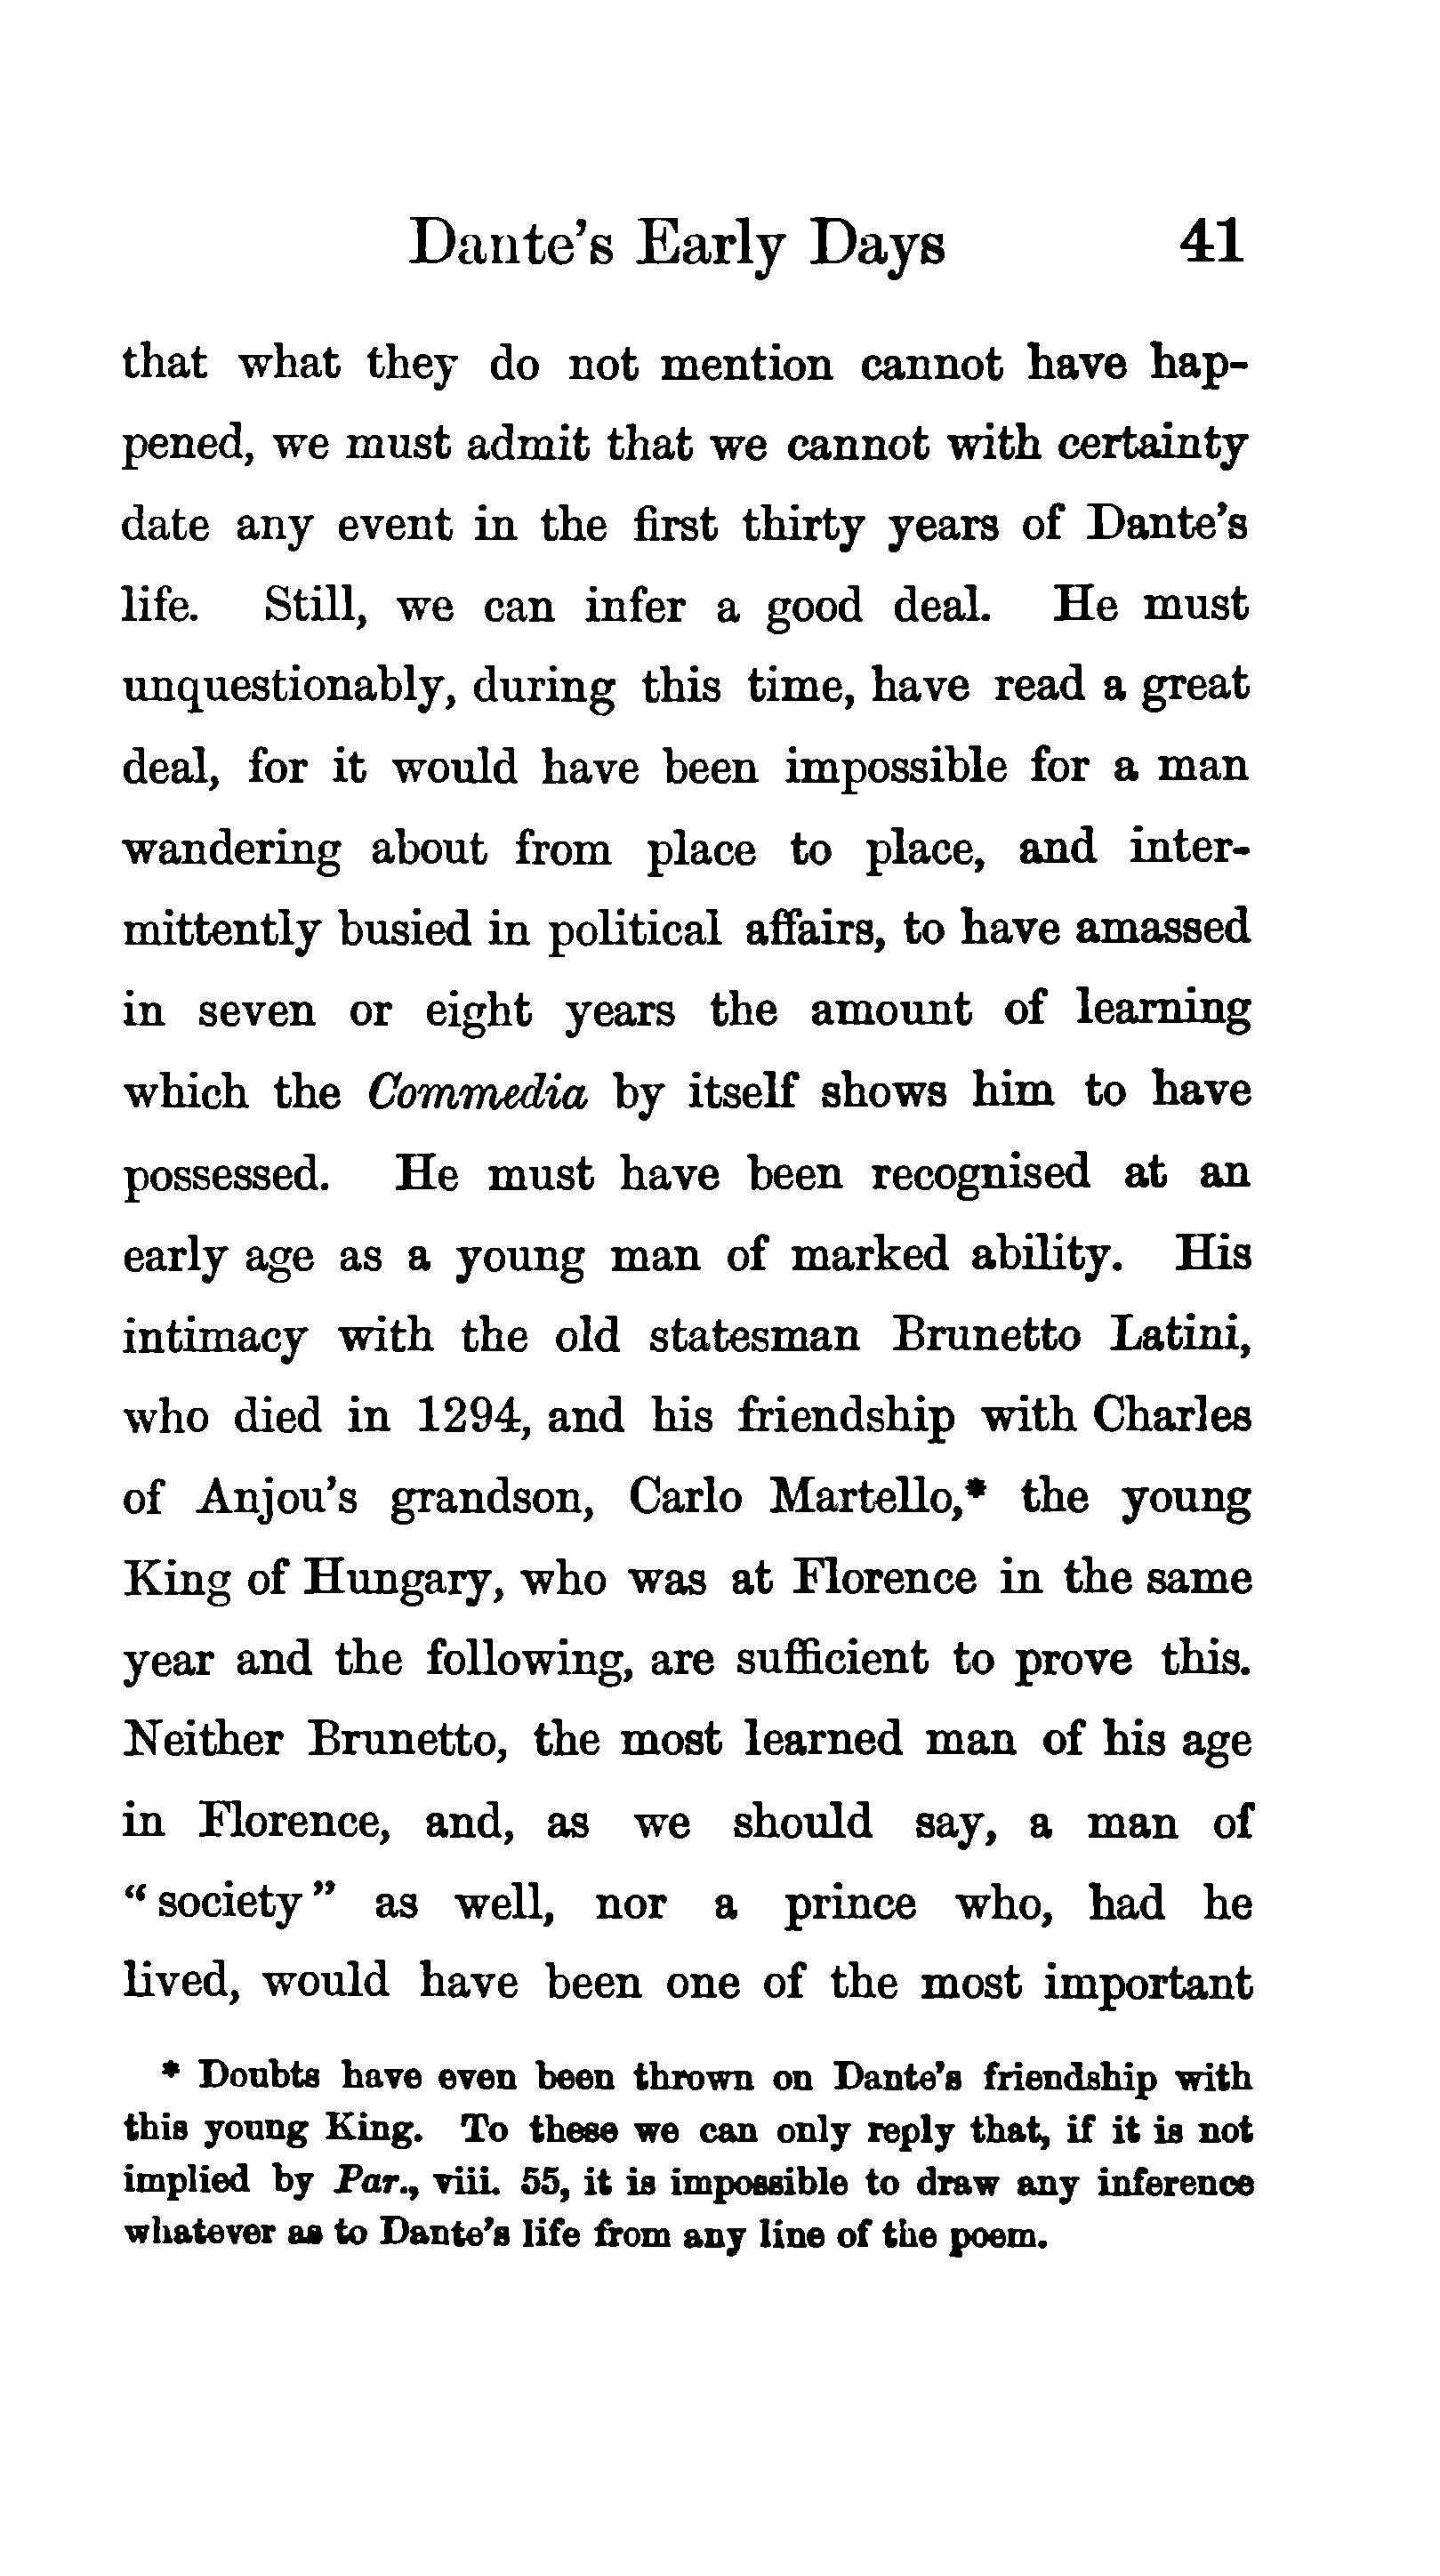 Dante's Early Days 41
that what they do not mention cannot have hap-
pened, we must admit that we cannot with certainty
date any event in the first thirty years of Dante's
life. Still, we can infer a good deal. He must
unquestionably, during this time, have read a great
deal, for it would have been impossible for a man
wandering about from place to place, and inter-
mittently busied in political affairs, to have amassed
in seven or eight years the amount of learning
which the Commedia by itself shows him to have
possessed. He must have been recognised at an
early age as a young man of marked ability. His
intimacy with the old statesman Brunetto Latini,
who died in 1294, and his friendship with Charles
of Anjou's grandson, Carlo Martello,* the young
King of Hungary, who was at Florence in the same
year and the following, are sufficient to prove this.
Neither Brunetto, the most learned man of his age
in Florence, and, as we should say, a man of
"society" as well, nor a prince who, had he
lived, would have been one of the most important
* Doubts have even been thrown on Dante's friendship with
this young King. To these we can only reply that, if it is not
implied by Par., viii. 55, it is impossible to draw any inference
whatever as to Dante's life from any line of the poem.